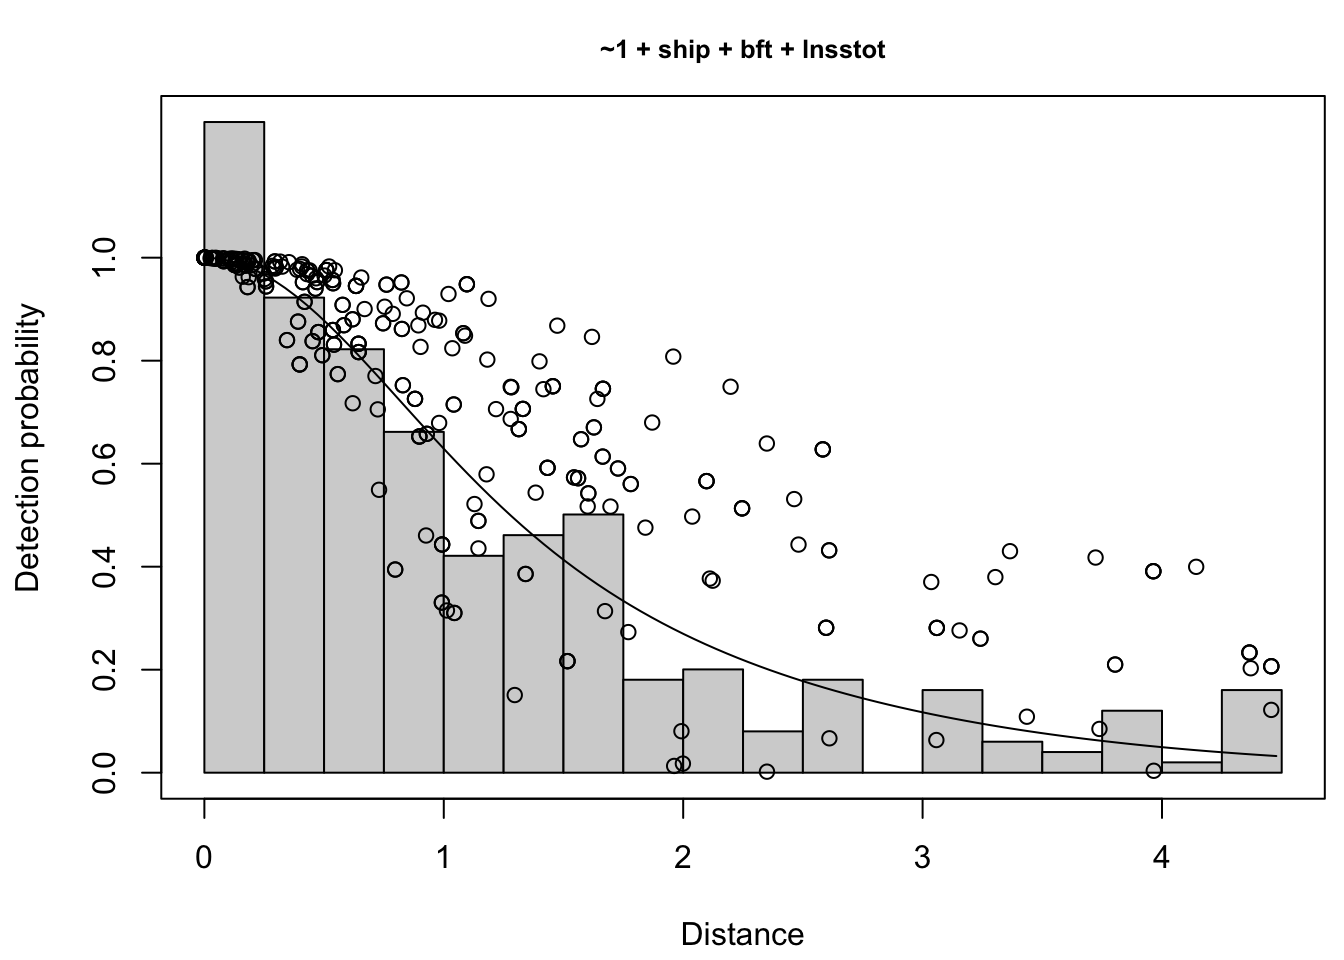 ~1 + ship + bft + lnsstot
Detection probability
1.0
0.8
0.6
0.4
0.2
0.0
0 1 2 3 4
Distance